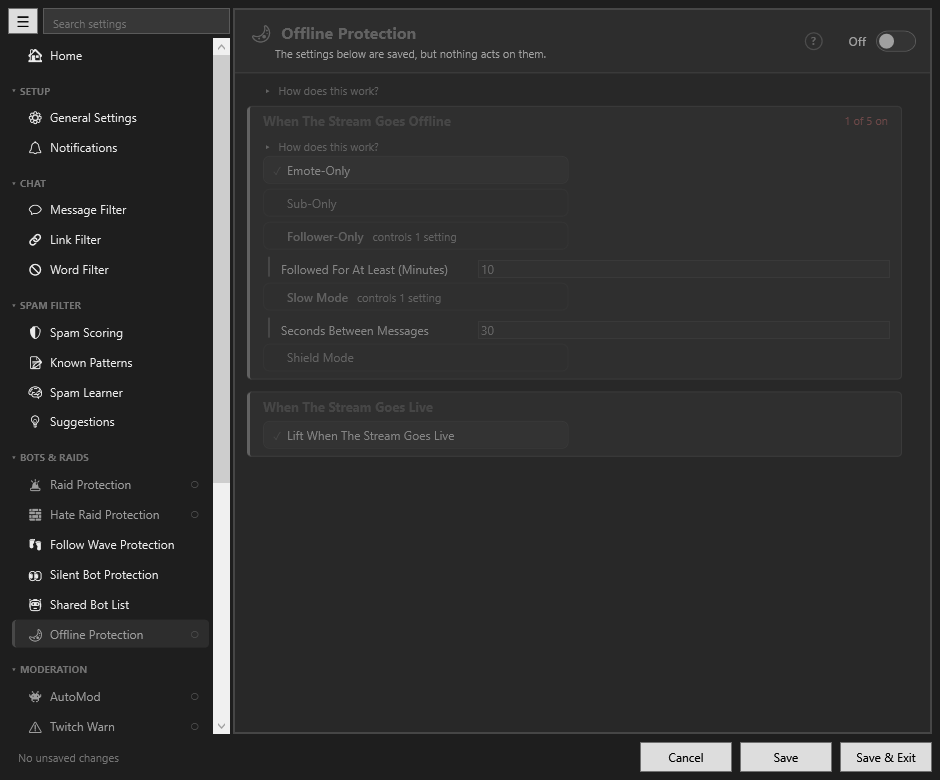 Search settings
Home
SETUP
General Settings
Notifications
CHAT
Message Filter
Link Filter
Word Filter
SPAM FILTER
Spam Scoring
Known Patterns
Spam Learner
Suggestions
BOTS & RAIDS
Raid Protection
Hate Raid Protection
Follow Wave Protection
Silent Bot Protection
Shared Bot List
Offline Protection
MODERATION
AutoMod
Twitch Warn
No unsaved changes
Offline Protection
The settings below are saved, but nothing acts on them.
? Off
How does this work?
When The Stream Goes Offline 1 of 5 on
How does this work?
Emote-Only
Sub-Only
Follower-Only controls 1 setting
Followed For At Least (Minutes) 10
Slow Mode controls 1 setting
Seconds Between Messages 30
Shield Mode
When The Stream Goes Live
Lift When The Stream Goes Live
Cancel Save Save & Exit